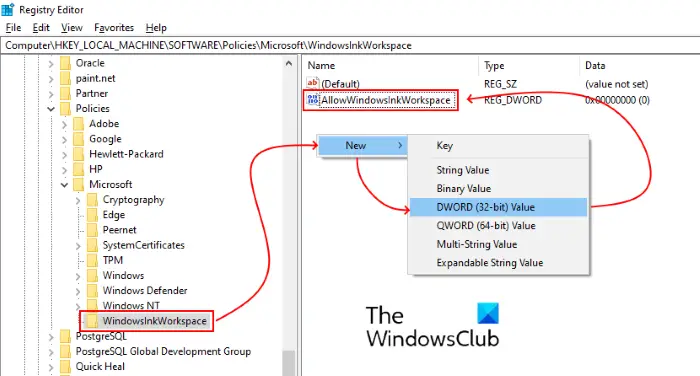 Registry Editor
File Edit View Favorites Help
Computer\HKEY_LOCAL_MACHINE\SOFTWARE\Policies\Microsoft\WindowsInkWorkspace
Oracle
paint.net
Partner
Policies
Adobe
Google
Hewlett-Packard
HP
Microsoft
Cryptography
Edge
Peernet
SystemCertificates
TPM
Windows
Windows Defender
Windows NT
WindowsInkWorkspace
PostgreSQL
PostgreSQL Global Development Group
Quick Heal
Name Type Data
ab (Default) REG_SZ (value not set)
AllowWindowsInkWorkspace REG_DWORD 0x00000000 (0)
New
Key
String Value
Binary Value
DWORD (32-bit) Value
QWORD (64-bit) Value
Multi-String Value
Expandable String Value
The
WindowsClub